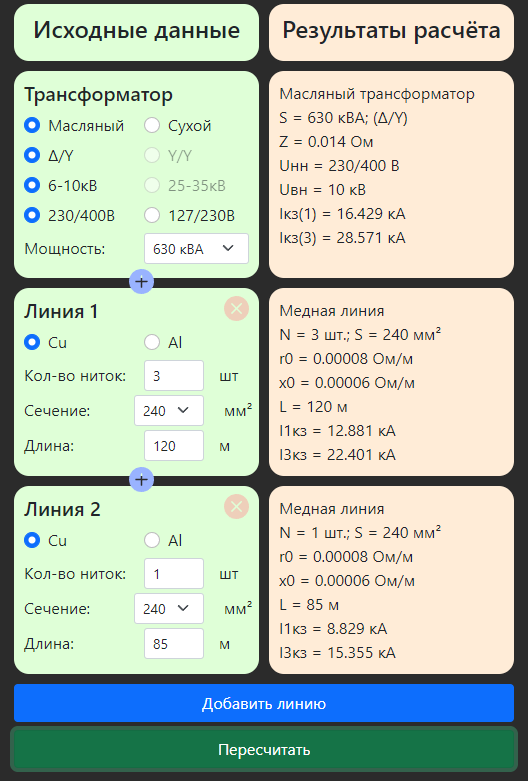 Исходные данные
Результаты расчёта
Трансформатор
Масляный Сухой
Δ/Y Y/Y
6-10кВ 25-35кВ
230/400В 127/230В
Мощность: 630 кВА
Масляный трансформатор
S = 630 кВА; (Δ/Y)
Z = 0.014 Ом
Uнн = 230/400 В
Uвн = 10 кВ
Iкз(1) = 16.429 кА
Iкз(3) = 28.571 кА
+
Линия 1
Cu Al
Кол-во ниток: 3 шт
Сечение: 240 мм²
Длина: 120 м
Медная линия
N = 3 шт.; S = 240 мм²
r0 = 0.00008 Ом/м
x0 = 0.00006 Ом/м
L = 120 м
I1кз = 12.881 кА
I3кз = 22.401 кА
+
Линия 2
Cu Al
Кол-во ниток: 1 шт
Сечение: 240 мм²
Длина: 85 м
Медная линия
N = 1 шт.; S = 240 мм²
r0 = 0.00008 Ом/м
x0 = 0.00006 Ом/м
L = 85 м
I1кз = 8.829 кА
I3кз = 15.355 кА
Добавить линию
Пересчитать